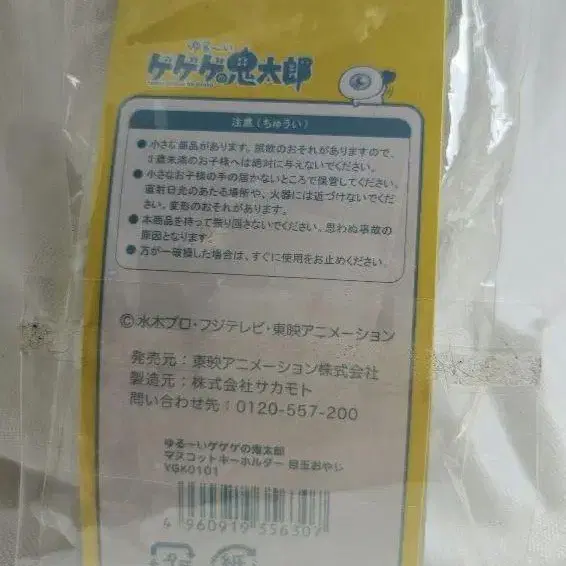 ゆる～い
ゲゲゲの鬼太郎
注意（ちゅうい）
●小さな部品があります。誤飲のおそれがありますので、
3歳未満のお子様へは絶対に与えないでください。
●小さなお子様の手の届かないところで保管してください。
直射日光のあたる場所や、火器には近づけないでく
ださい。変形のおそれがあります。
●本商品を持って振り回さないでください。思わぬ事故の
原因となります。
●万が一破損した場合は、すぐに使用をお止めください。
©水木プロ・フジテレビ・東映アニメーション
発売元：東映アニメーション株式会社
製造元：株式会社サカモト
問い合わせ先：0120-557-200
ゆる～いゲゲゲの鬼太郎
マスコットキーホルダー 目玉おやじ
VGK0101
4 960919 556307
紙